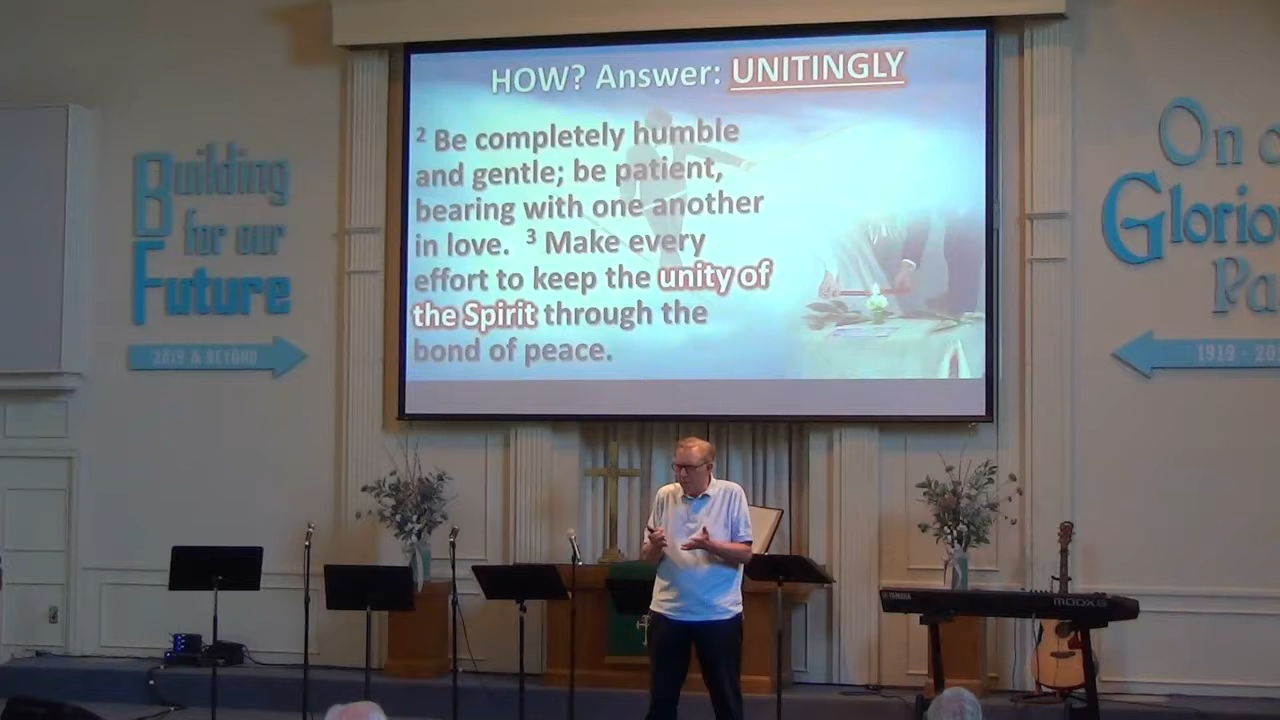 HOW? Answer: UNITINGLY
2 Be completely humble
and gentle; be patient,
bearing with one another
in love. 3 Make every
effort to keep the unity of
the Spirit through the
bond of peace.
Building
for our
Future
2019 & BEYOND
On
Glorio
Pa
1919 - 20
YAMAHA
MODX8